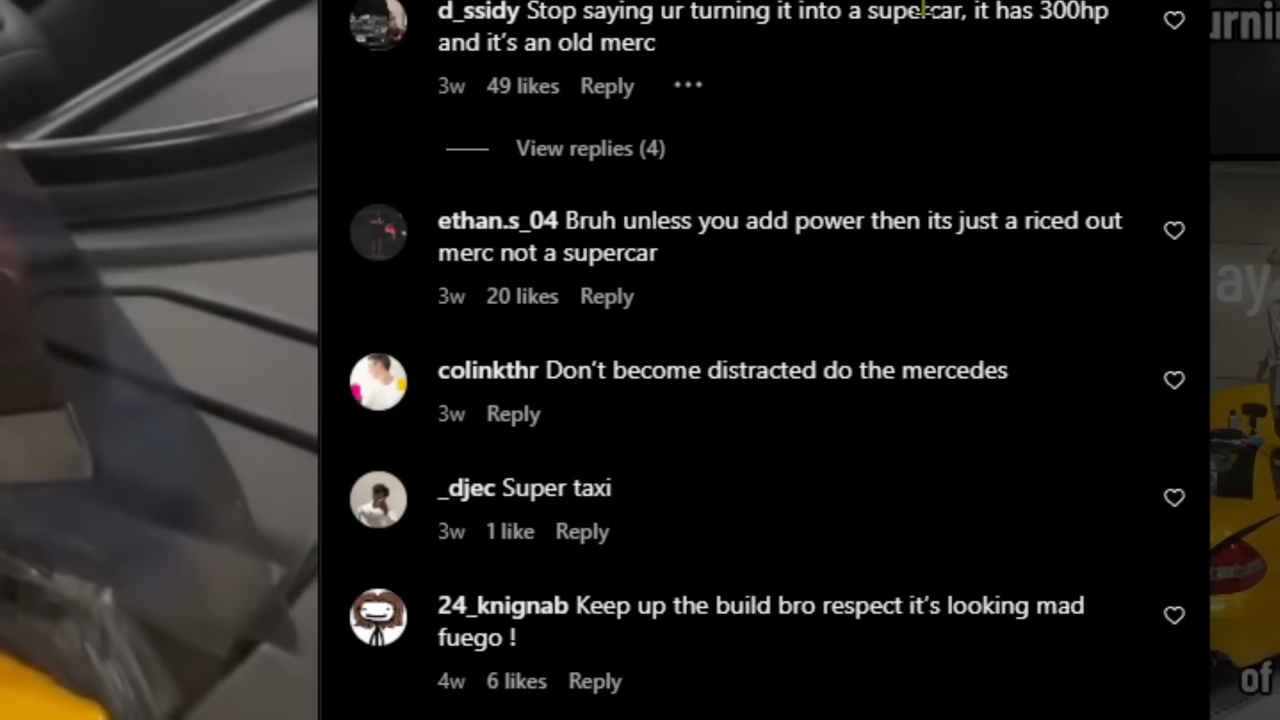 d_ssidy Stop saying ur turning it into a supercar, it has 300hp
and it's an old merc
3w 49 likes Reply •••
View replies (4)
ethan.s_04 Bruh unless you add power then its just a riced out
merc not a supercar
3w 20 likes Reply
colinkthr Don't become distracted do the mercedes
3w Reply
_djec Super taxi
3w 1 like Reply
24_knignab Keep up the build bro respect it's looking mad
fuego !
4w 6 likes Reply
ay
of